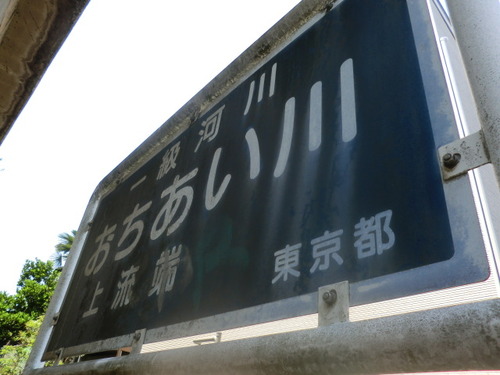 一級河川
おちあい川
上流端
東京都